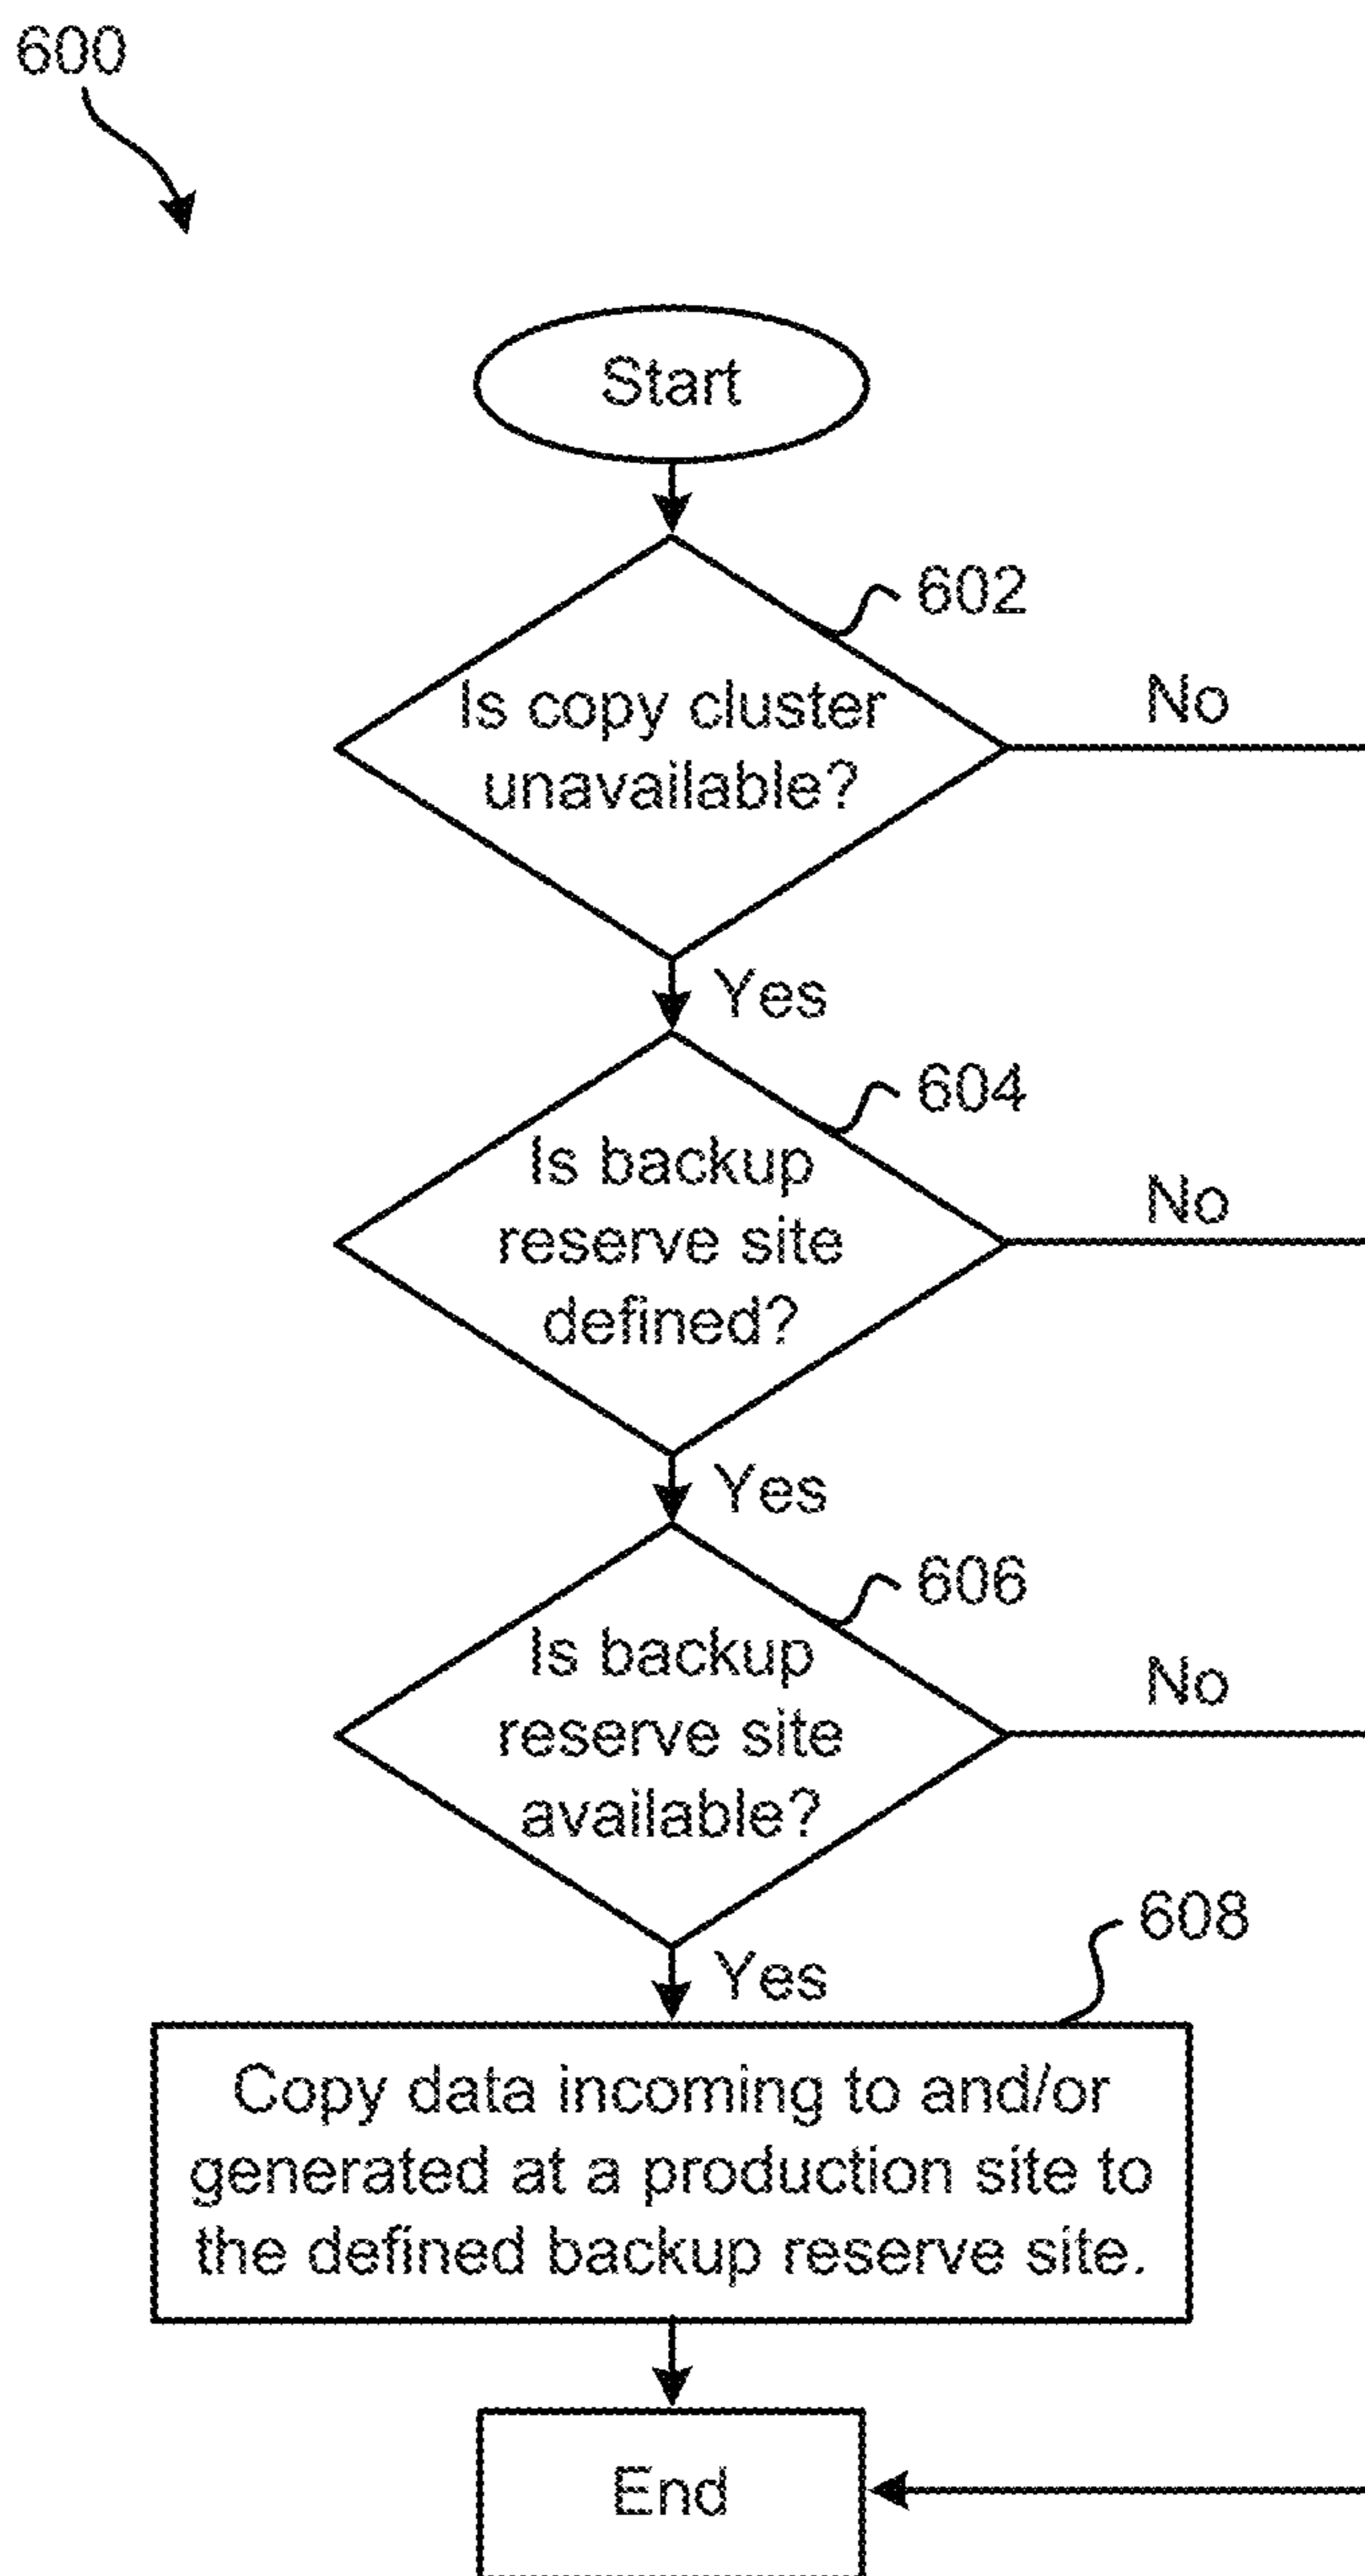 600
Start
602
Is copy cluster
unavailable?
No
Yes
604
Is backup
reserve site
defined?
No
Yes
606
Is backup
reserve site
available?
No
Yes
608
Copy data incoming to and/or
generated at a production site to
the defined backup reserve site.
End